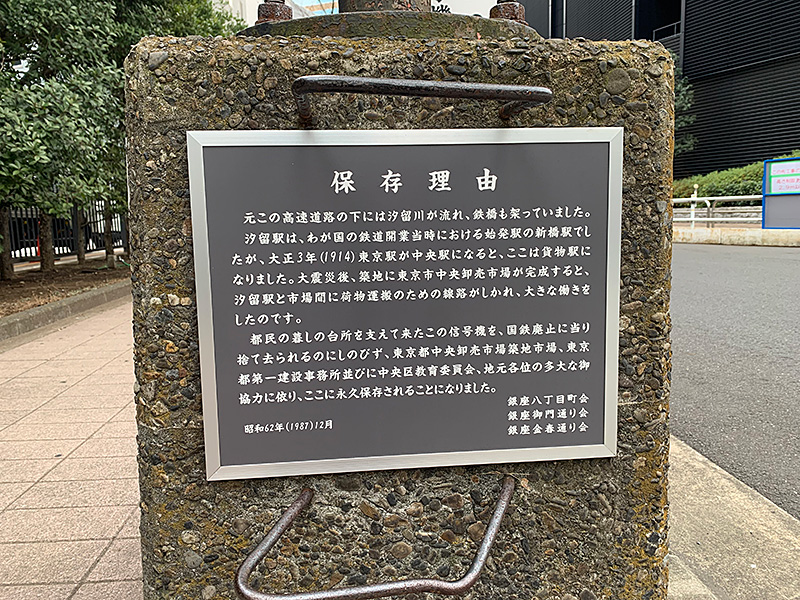 保存理由
元この高速道路の下には汐留川が流れ、鉄橋も架っていました。
汐留駅は、わが国の鉄道開業当時における始発駅の新橋駅でし
たが、大正3年(1914)東京駅が中央駅になると、ここは貨物駅に
なりました。大震災後、築地に東京市中央卸売市場が完成すると、
汐留駅と市場間に荷物運搬のための線路がしかれ、大きな働きを
したのです。
都民の暮しの台所を支えて来たこの信号機を、国鉄廃止に当り
捨て去られるのにしのびず、東京都中央卸売市場築地市場、東京
都第一建設事務所並びに中央区教育委員会、地元各位の多大な御
協力に依り、ここに永久保存されることになりました。
昭和62年(1987)12月
銀座八丁目町会
銀座御門通り会
銀座金春通り会